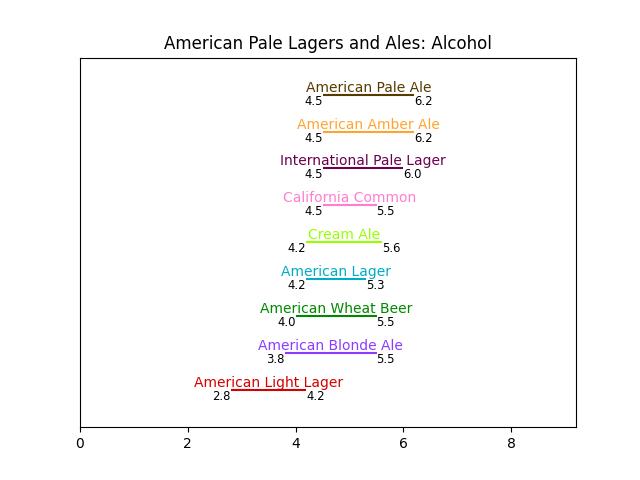 American Pale Lagers and Ales: Alcohol
American Pale Ale
4.5 6.2
American Amber Ale
4.5 6.2
International Pale Lager
4.5 6.0
California Common
4.5 5.5
Cream Ale
4.2 5.6
American Lager
4.2 5.3
American Wheat Beer
4.0 5.5
American Blonde Ale
3.8 5.5
American Light Lager
2.8 4.2
0 2 4 6 8